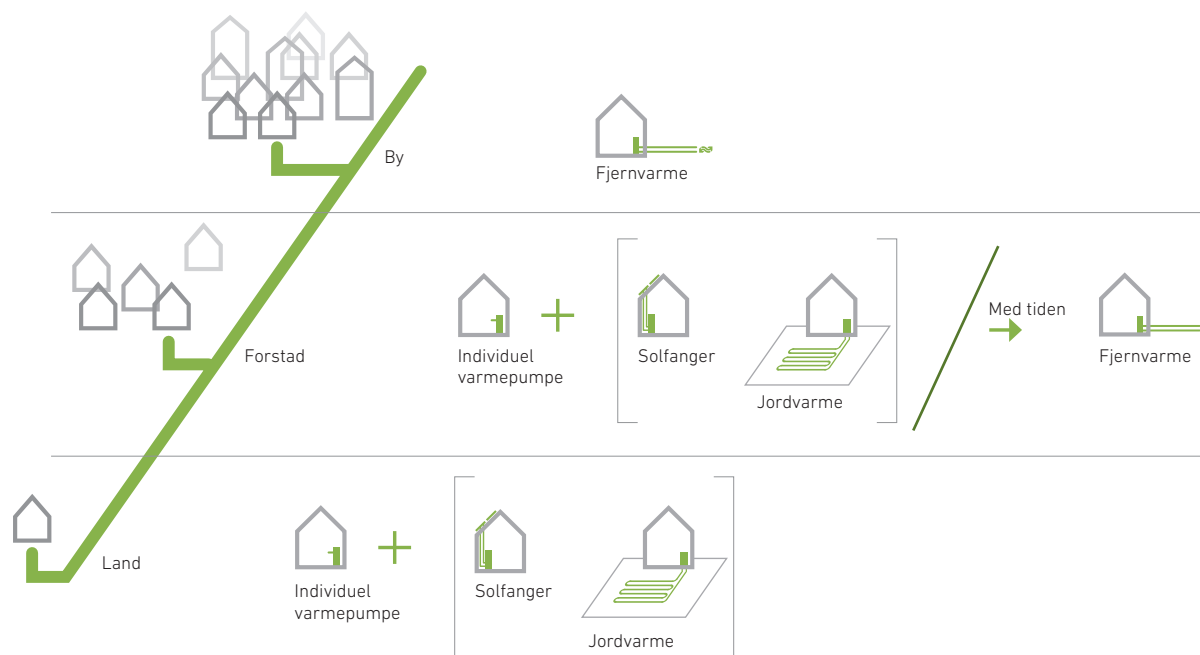 By
Fjernvarme
Forstad
Individuel
varmepumpe
Solfanger
Jordvarme
Med tiden
Fjernvarme
Land
Individuel
varmepumpe
Solfanger
Jordvarme